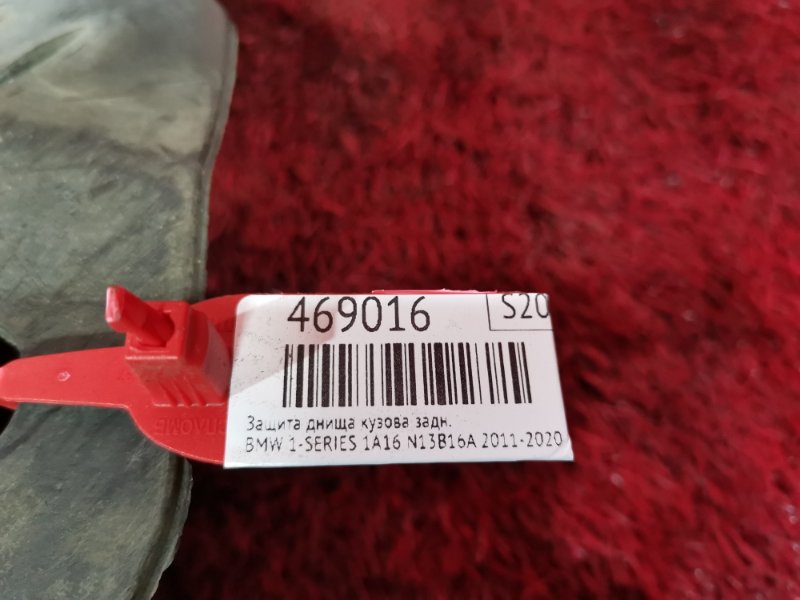 469016 S20
Защита днища кузова задн.
BMW 1-SERIES 1A16 N13B16A 2011-2020